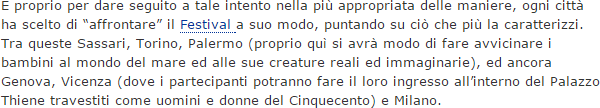 E proprio per dare seguito a tale intento nella più appropriata delle maniere, ogni città
ha scelto di “affrontare” il Festival a suo modo, puntando su ciò che più la caratterizzi.
Tra queste Sassari, Torino, Palermo (proprio quì si avrà modo di fare avvicinare i
bambini al mondo del mare ed alle sue creature reali ed immaginarie), ed ancora
Genova, Vicenza (dove i partecipanti potranno fare il loro ingresso all’interno del Palazzo
Thiene travestiti come uomini e donne del Cinquecento) e Milano.